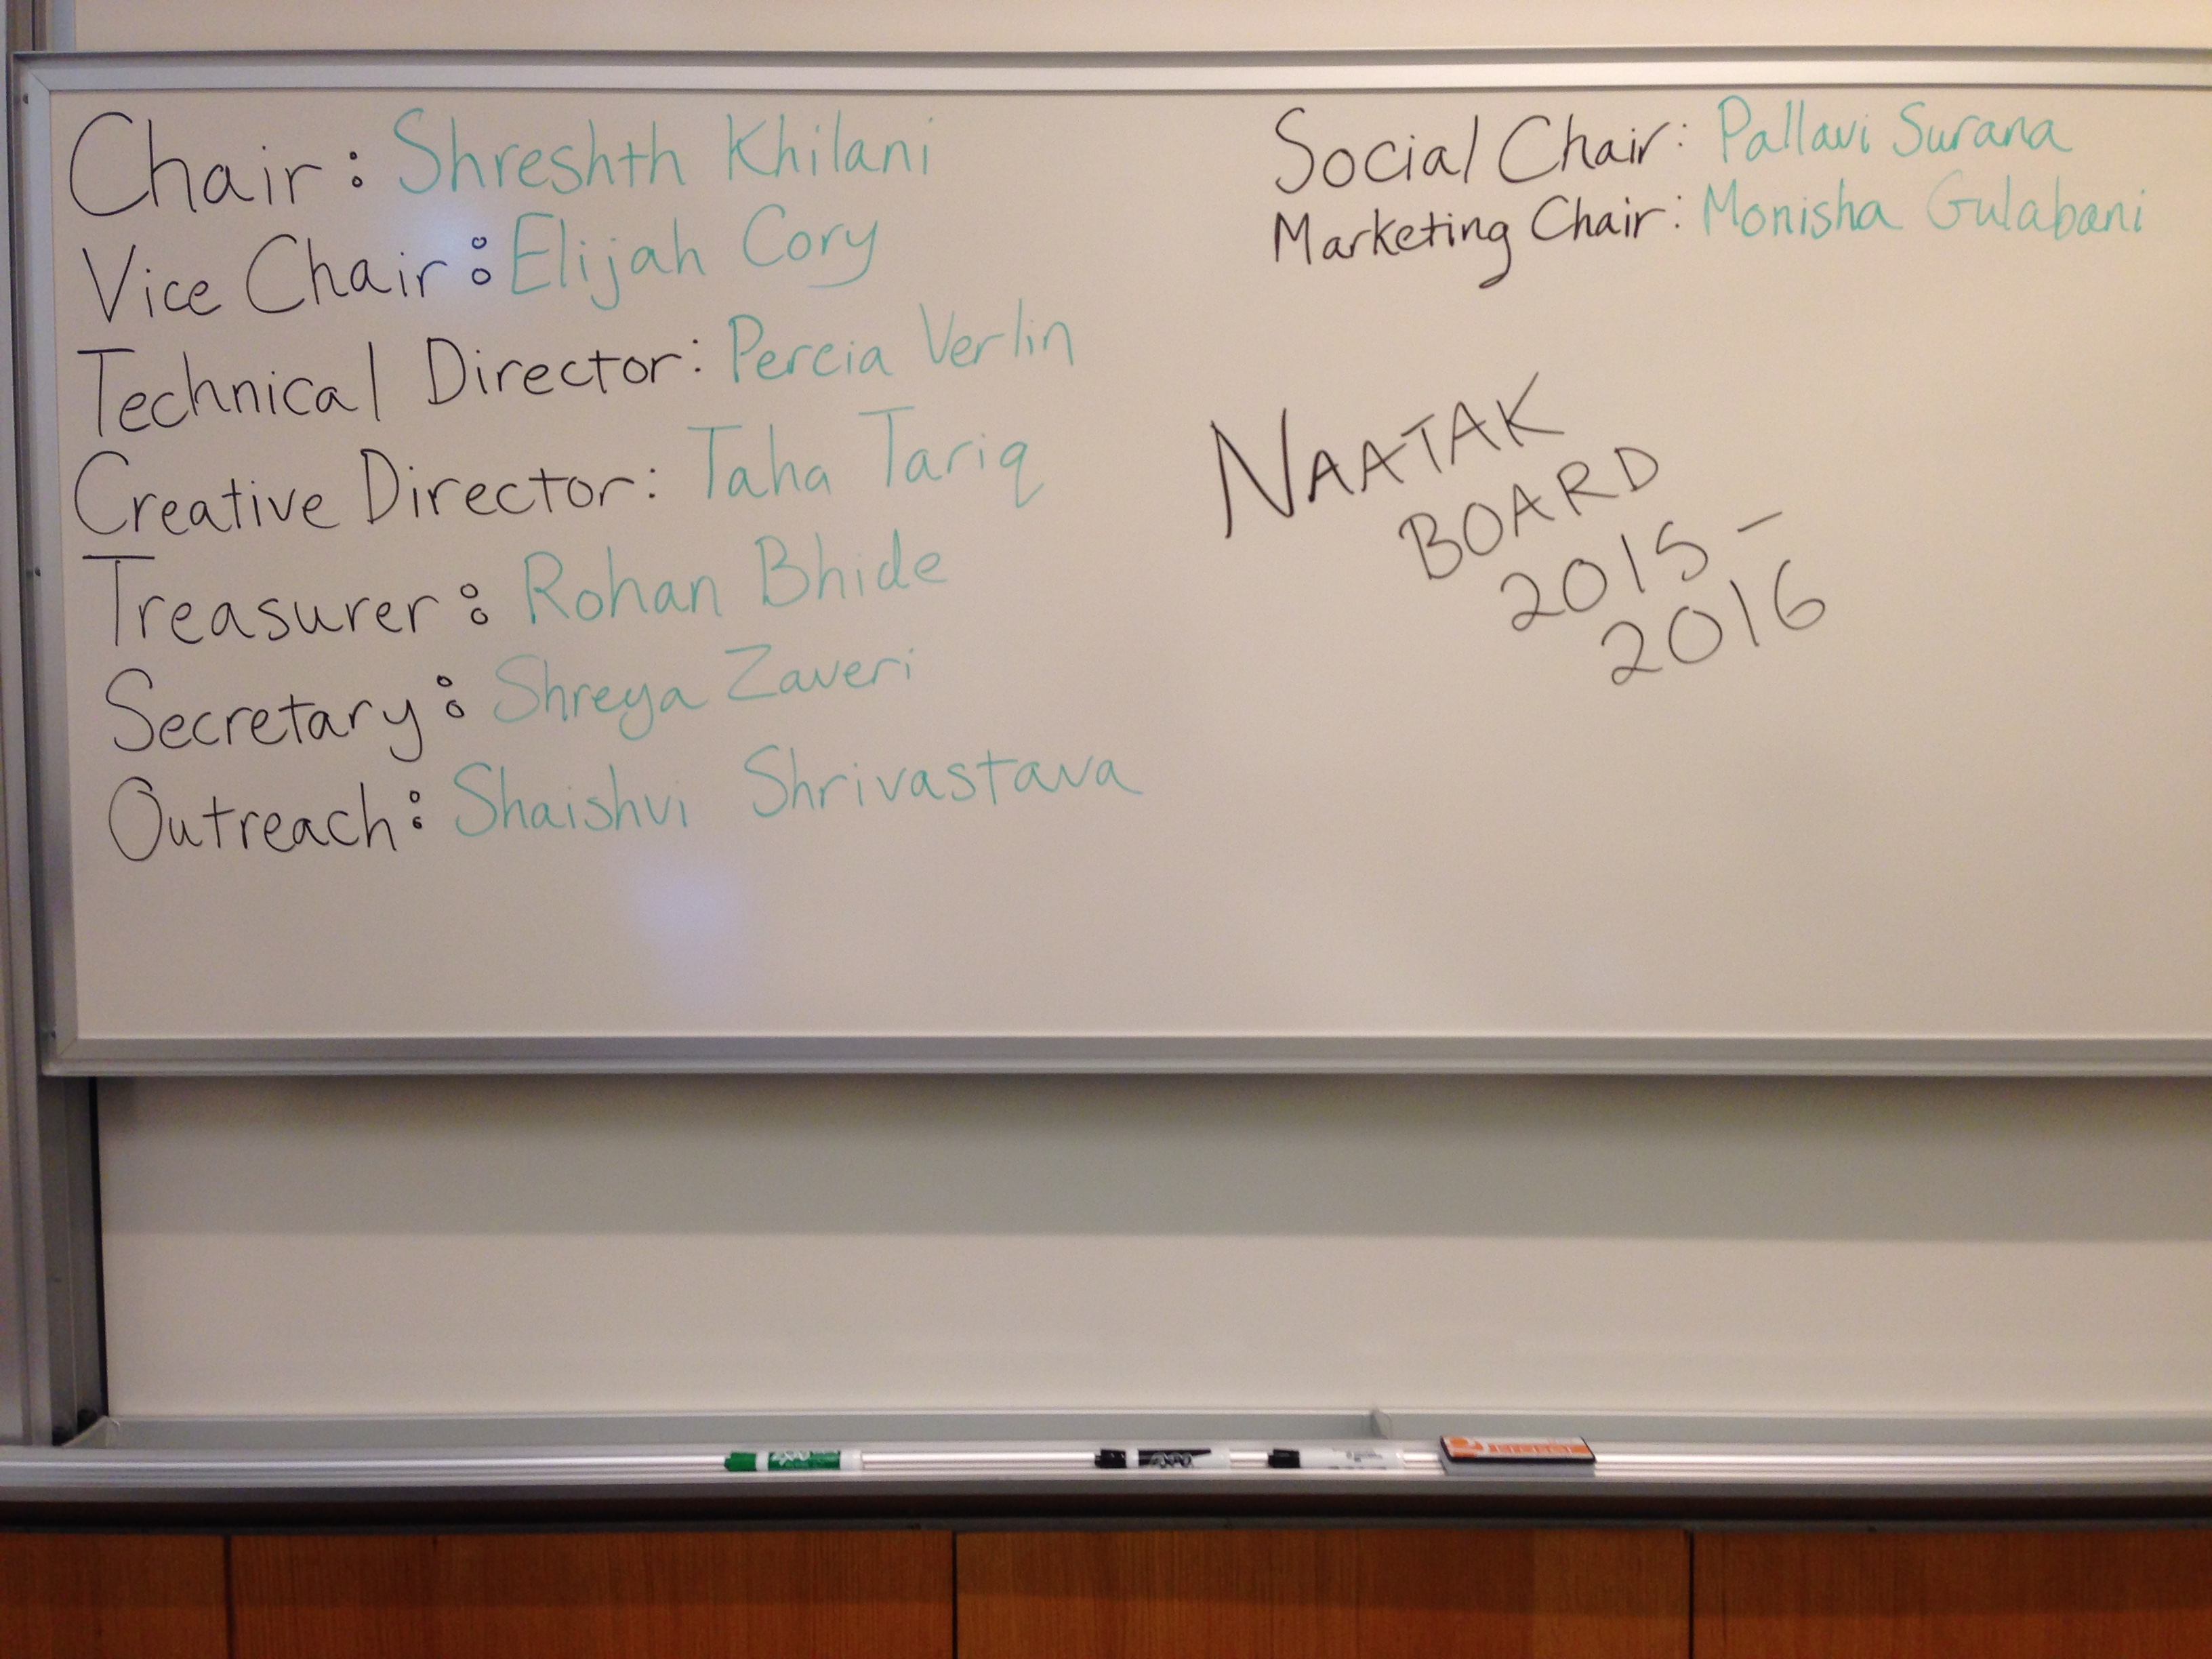 Chair: Shreshth Khilani
Vice Chair: Elijah Cory
Technical Director: Percia Verlin
Creative Director: Taha Tariq
Treasurer: Rohan Bhide
Secretary: Shreya Zaveri
Outreach: Shaishvi Shrivastava
Social Chair: Pallavi Surana
Marketing Chair: Monisha Gulabani
NAATAK
BOARD
2015-
2016
EXPO
EXPO
eraser